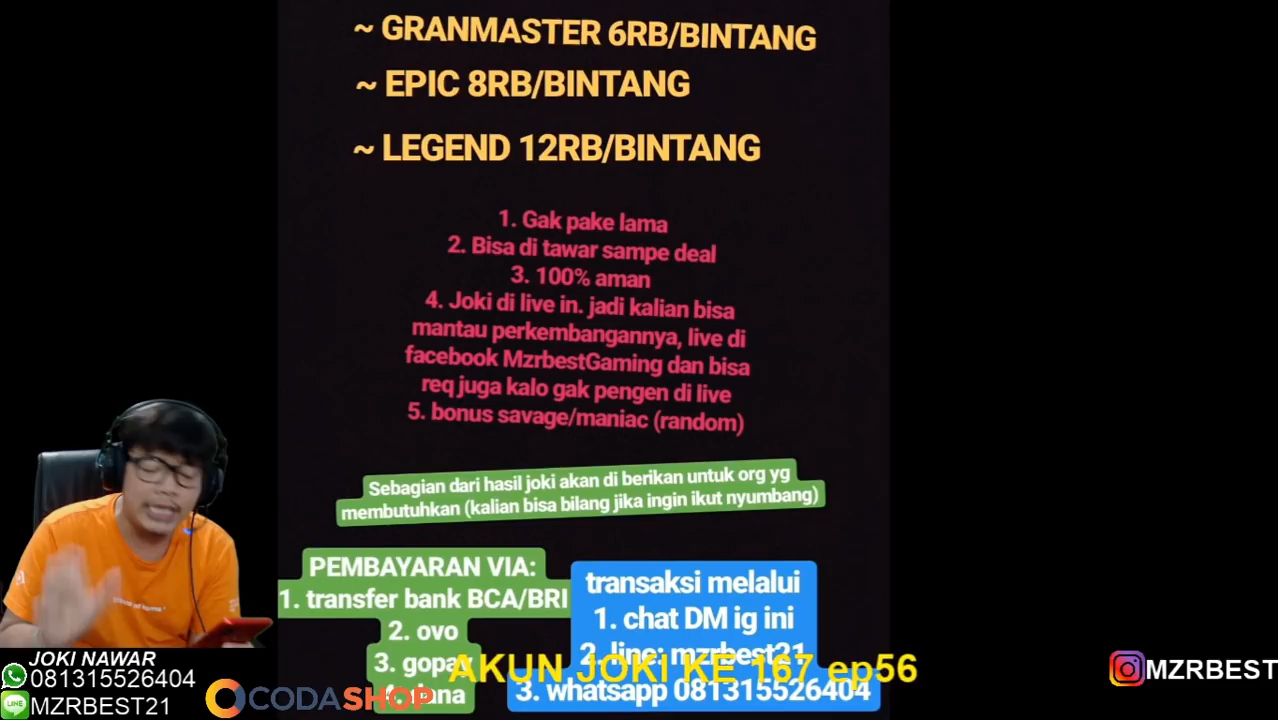 ~ GRANMASTER 6RB/BINTANG
~ EPIC 8RB/BINTANG
~ LEGEND 12RB/BINTANG
1. Gak pake lama
2. Bisa di tawar sampe deal
3. 100% aman
4. Joki di live in. jadi kalian bisa
mantau perkembangannya, live di
facebook MzrbestGaming dan bisa
req juga kalo gak pengen di live
5. bonus savage/maniac (random)
Sebagian dari hasil joki akan di berikan untuk org yg
membutuhkan (kalian bisa bilang jika ingin ikut nyumbang)
PEMBAYARAN VIA:
1. transfer bank BCA/BRI
2. ovo
3. gopay
transaksi melalui
1. chat DM ig ini
2. line: mzrbest21
3. whatsapp 081315526404
AKUN JOKI KE 167 ep56
JOKI NAWAR
081315526404
LINE
MZRBEST21
CODASHOP
MZRBEST